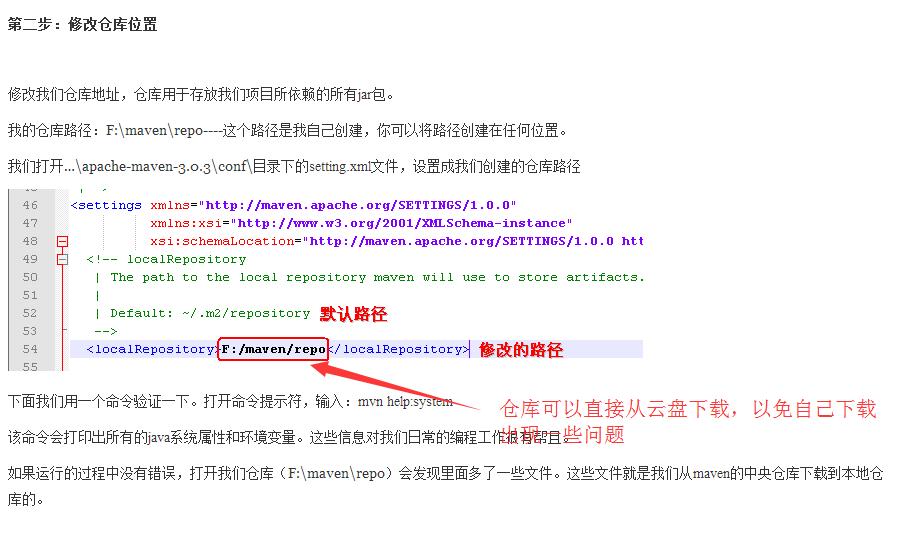 第二步：修改仓库位置
修改我们仓库地址，仓库用于存放我们项目所依赖的所有jar包。
我的仓库路径：F:\maven\repo----这个路径是我自己创建，你可以将路径创建在任何位置。
我们打开...\apache-maven-3.0.3\conf\目录下的setting.xml文件，设置成我们创建的仓库路径
46 <settings xmlns="http://maven.apache.org/SETTINGS/1.0.0"
47 xmlns:xsi="http://www.w3.org/2001/XMLSchema-instance"
48 xsi:schemaLocation="http://maven.apache.org/SETTINGS/1.0.0 htt
49 <!-- localRepository
50 | The path to the local repository maven will use to store artifacts.
51 |
52 | Default: ~/.m2/repository 默认路径
53 -->
54 <localRepository>F:/maven/repo</localRepository> 修改的路径
55
下面我们用一个命令验证一下。打开命令提示符，输入：mvn help:system
仓库可以直接从云盘下载，以免自己下载
出现一些问题
该命令会打印出所有的java系统属性和环境变量。这些信息对我们日常的编程工作很有帮且。
如果运行的过程中没有错误，打开我们仓库（F:\maven\repo）会发现里面多了一些文件。这些文件就是我们从maven的中央仓库下载到本地仓
库的。